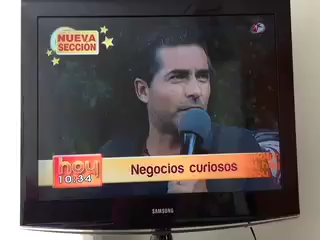 NUEVA
SECCIÓN
hoy
10:34
Negocios curiosos
SAMSUNG